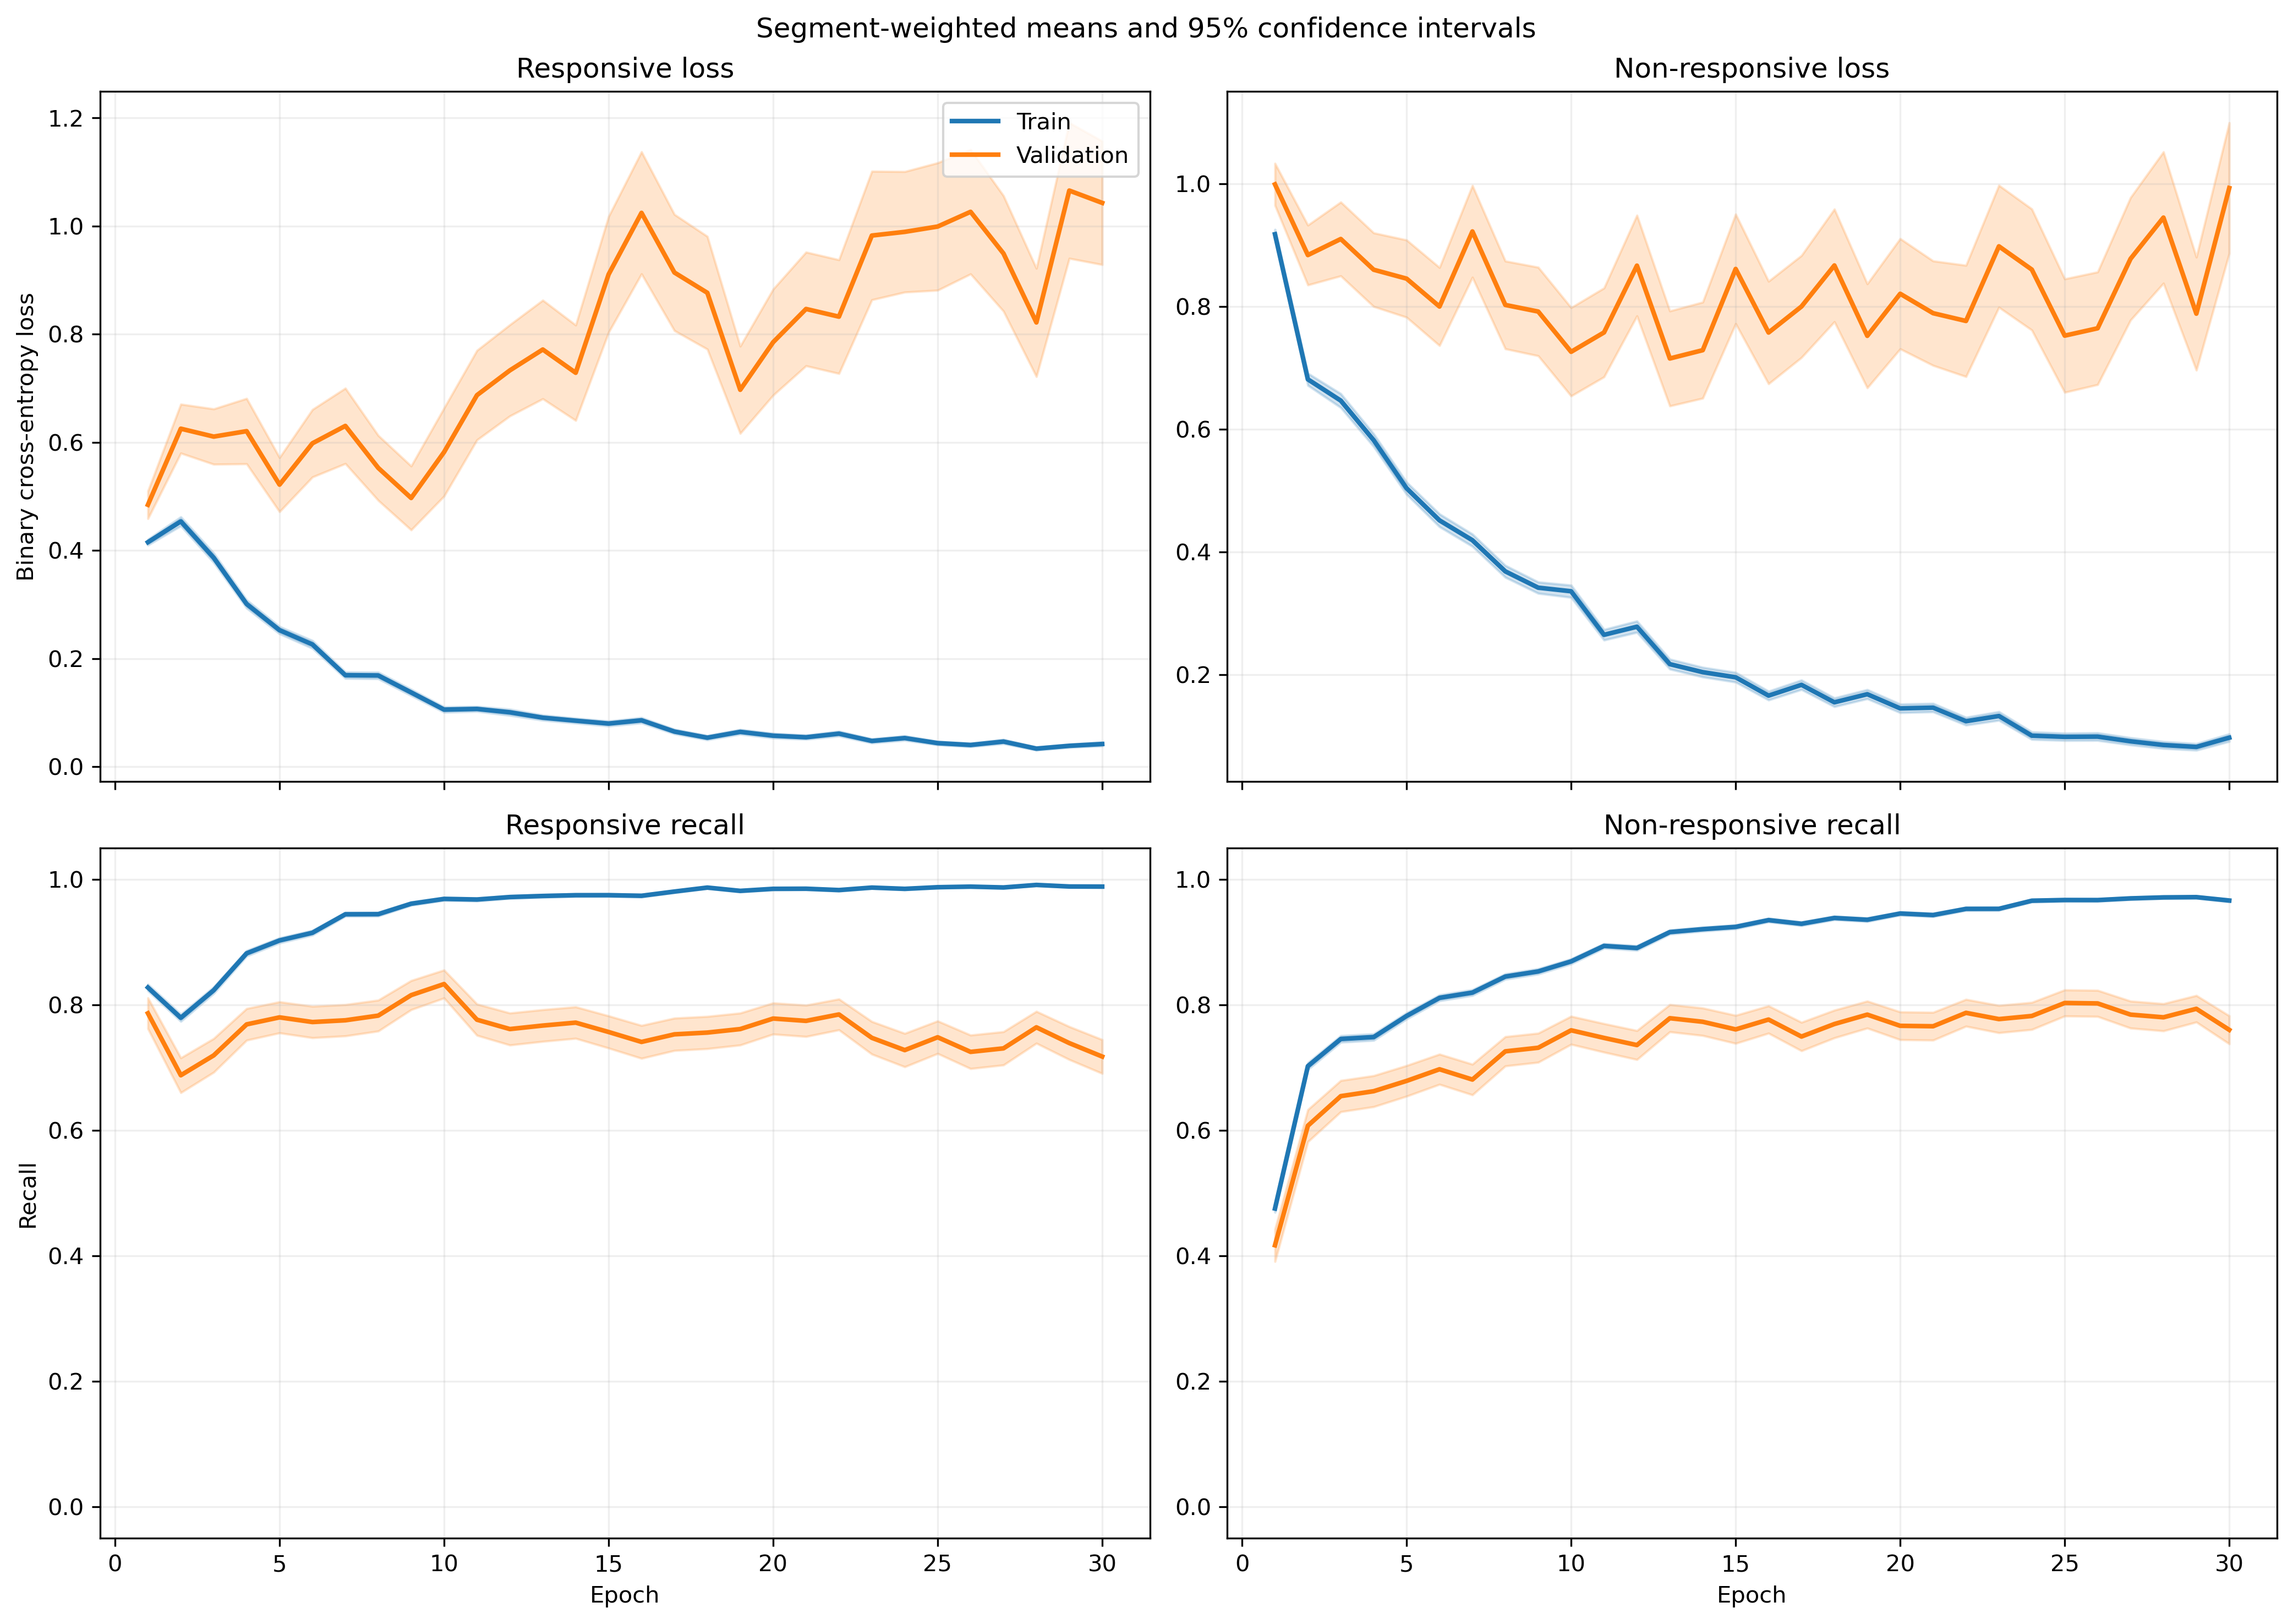 Segment-weighted means and 95% confidence intervals
Responsive loss
Non-responsive loss
Binary cross-entropy loss
1.2
1.0
0.8
0.6
0.4
0.2
0.0
Train
Validation
1.0
0.8
0.6
0.4
0.2
Responsive recall
Non-responsive recall
Recall
1.0
0.8
0.6
0.4
0.2
0.0
0 5 10 15 20 25 30
Epoch
1.0
0.8
0.6
0.4
0.2
0.0
0 5 10 15 20 25 30
Epoch